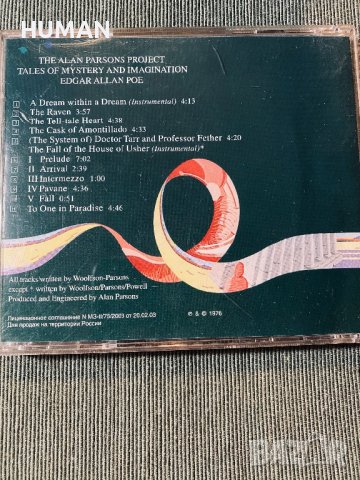 HUMAN
THE ALAN PARSONS PROJECT
TALES OF MYSTERY AND IMAGINATION
EDGAR ALLAN POE
A Dream within a Dream (Instrumental) 4:13
The Raven 3:57
The Tell-tale Heart 4:38
The Cask of Amontillado 4:33
(The System of) Doctor Tarr and Professor Fether 4:20
The Fall of the House of Usher (Instrumental)*
I Prelude 7:02
II Arrival 2:39
III Intermezzo 1:00
IV Pavane 4:36
V Fall 0:51
To One in Paradise 4:46
All tracks written by Woolfson-Parsons
except * written by Woolfson/Parsons/Powell
Produced and Engineered by Alan Parsons
Лицензионное соглашение N МЗ-8/75/2003 от 20.02.03
Для продаж на территории России
℗ & © 1976
BAZAR